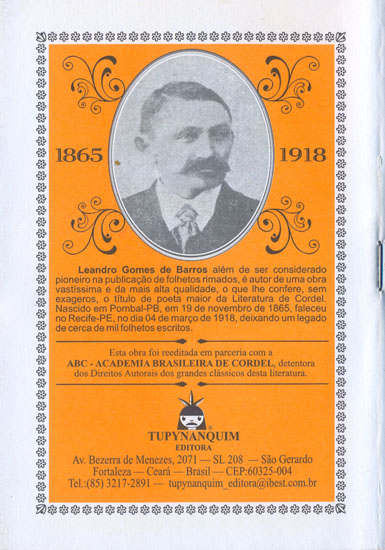 1865
1918
Leandro Gomes de Barros além de ser considerado
pioneiro na publicação de folhetos rimados, é autor de uma obra
vastíssima e da mais alta qualidade, o que lhe confere, sem
exageros, o título de poeta maior da Literatura de Cordel.
Nascido em Pombal-PB, em 19 de novembro de 1865, faleceu
no Recife-PE, no dia 04 de março de 1918, deixando um legado
de cerca de mil folhetos escritos.
Esta obra foi reeditada em parceria com a
ABC - ACADEMIA BRASILEIRA DE CORDEL, detentora
dos Direitos Autorais dos grandes clássicos desta literatura.
TUPYNANQUIM
EDITORA
Av. Bezerra de Menezes, 2071 — SL 208 — São Gerardo
Fortaleza — Ceará — Brasil — CEP:60325-004
Tel.:(85) 3217-2891 — tupynanquim_editora@ibest.com.br